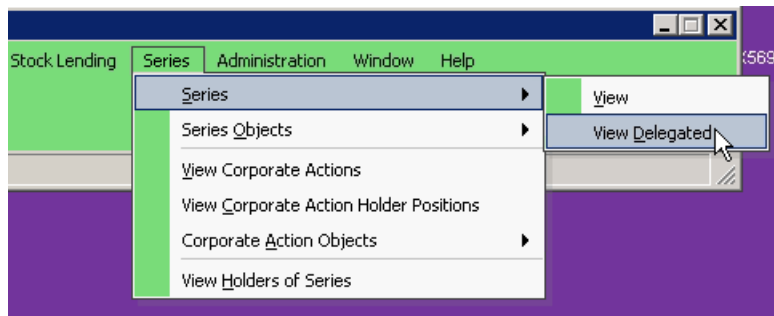 Stock Lending Series Administration Window Help
(569
Series
View
Series Objects
View Delegated
View Corporate Actions
View Corporate Action Holder Positions
Corporate Action Objects
View Holders of Series